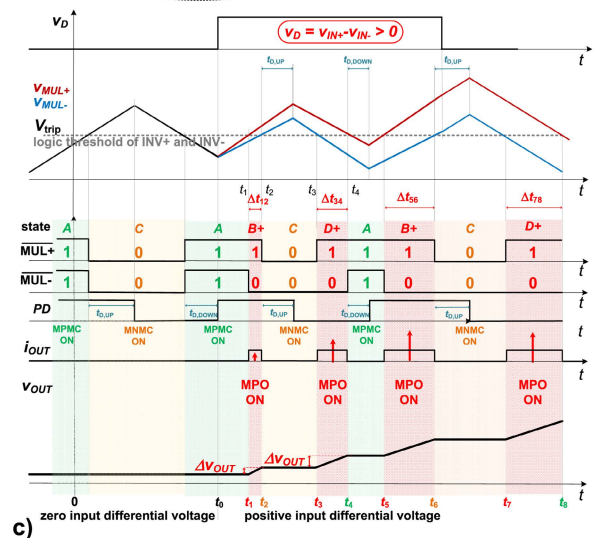 v_D
v_D = v_IN+-v_IN- > 0
t
t_D,UP
t_D,DOWN
t_D,UP
v_MUL+
v_MUL-
V_trip
logic threshold of INV+ and INV-
t
t_1 t_2 t_3 t_4
Δt_12 Δt_34 Δt_56 Δt_78
state A C A B+ C D+ A B+ C D+
MUL+ 1 0 1 1 0 1 1 1 0 1
t
MUL- 1 0 1 0 0 0 1 0 0 0
t
PD t_D,UP t_D,DOWN t_D,UP t_D,DOWN t_D,UP t
MPMC ON MNMC ON MPMC ON MNMC ON MPMC ON MNMC ON
i_OUT t
v_OUT
MPO ON MPO ON MPO ON MPO ON
Δv_OUT Δv_OUT
t
0 t_0 t_1 t_2 t_3 t_4 t_5 t_6 t_7 t_8
zero input differential voltage positive input differential voltage
c)